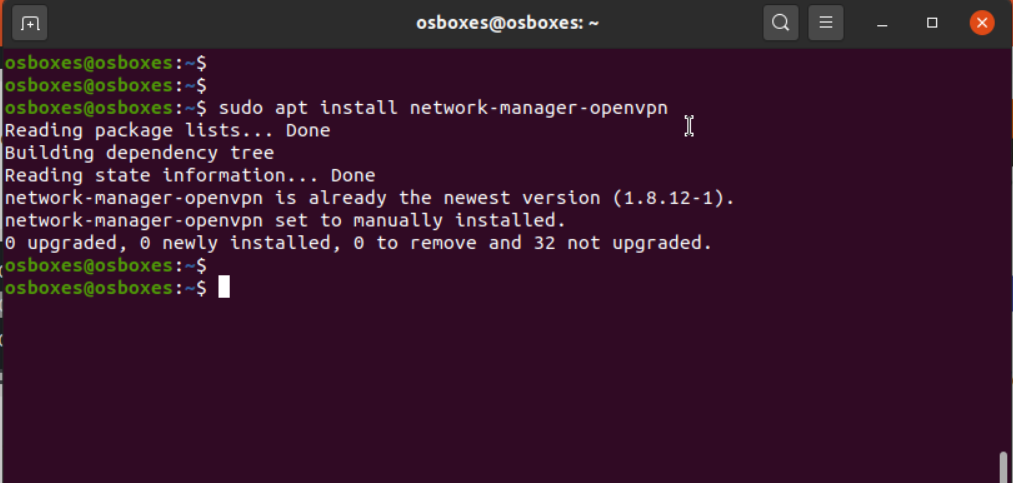 osboxes@osboxes: ~
osboxes@osboxes:~$
osboxes@osboxes:~$
osboxes@osboxes:~$ sudo apt install network-manager-openvpn
Reading package lists... Done
Building dependency tree
Reading state information... Done
network-manager-openvpn is already the newest version (1.8.12-1).
network-manager-openvpn set to manually installed.
0 upgraded, 0 newly installed, 0 to remove and 32 not upgraded.
osboxes@osboxes:~$
osboxes@osboxes:~$